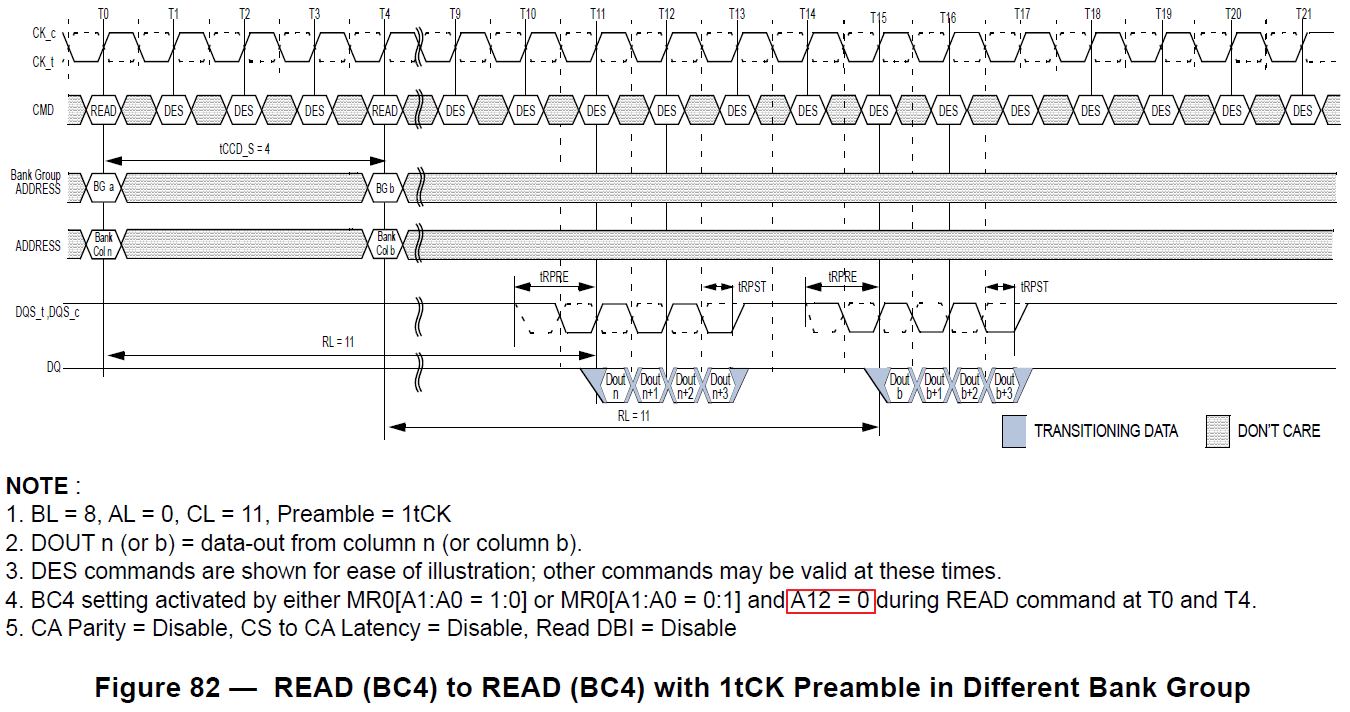 T0 T1 T2 T3 T4 T9 T10 T11 T12 T13 T14 T15 T16 T17 T18 T19 T20 T21
CK_c
CK_t
CMD READ DES DES DES READ DES DES DES DES DES DES DES DES DES DES DES DES DES
tCCD_S = 4
Bank Group
ADDRESS
BG a BG b
ADDRESS
Bank
Col n
Bank
Col b
tRPRE tRPST tRPRE tRPST
DQS_t ,DQS_c
RL = 11
DQ
Dout
n
Dout
n+1
Dout
n+2
Dout
n+3
Dout
b
Dout
b+1
Dout
b+2
Dout
b+3
RL = 11
TRANSITIONING DATA DON'T CARE
NOTE :
1. BL = 8, AL = 0, CL = 11, Preamble = 1tCK
2. DOUT n (or b) = data-out from column n (or column b).
3. DES commands are shown for ease of illustration; other commands may be valid at these times.
4. BC4 setting activated by either MR0[A1:A0 = 1:0] or MR0[A1:A0 = 0:1] and A12 = 0 during READ command at T0 and T4.
5. CA Parity = Disable, CS to CA Latency = Disable, Read DBI = Disable
Figure 82 — READ (BC4) to READ (BC4) with 1tCK Preamble in Different Bank Group